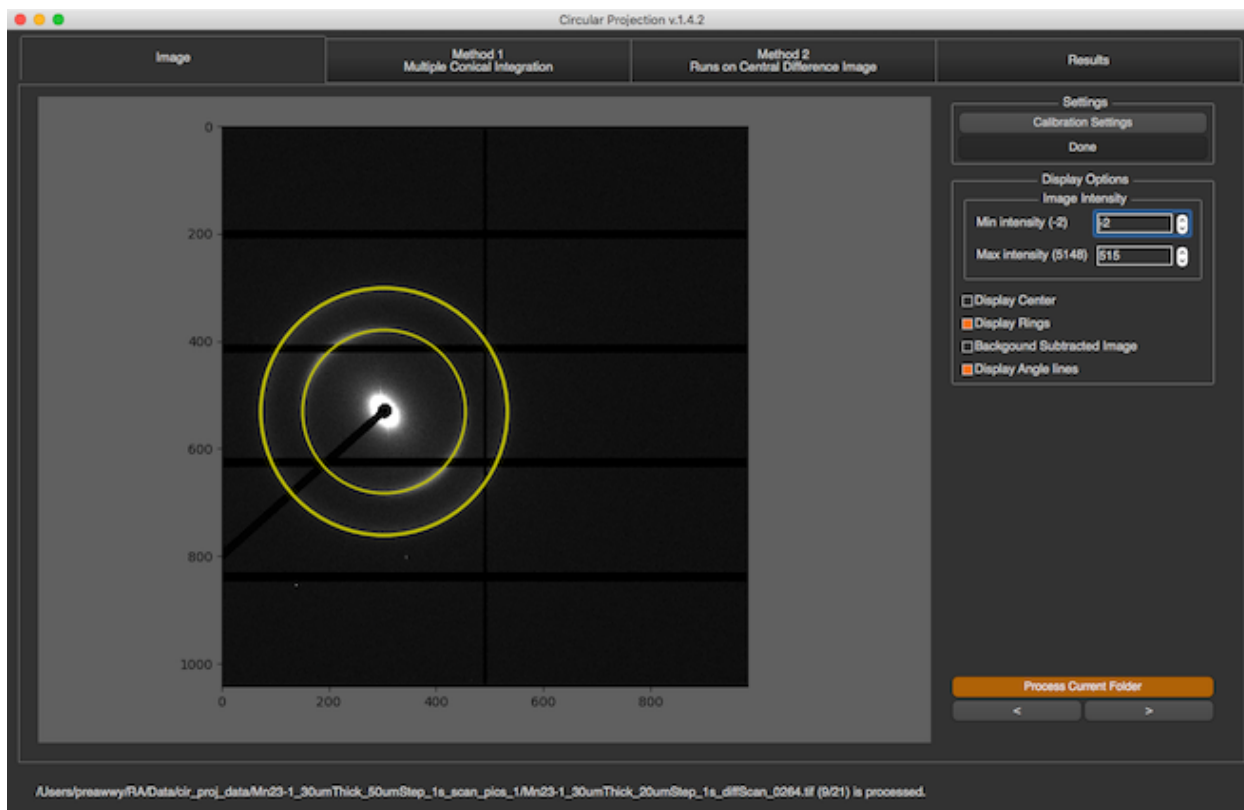 Circular Projection v.1.4.2
Image
Method 1
Multiple Conical Integration
Method 2
Runs on Central Difference Image
Results
Settings
Calibration Settings
Done
Display Options
Image Intensity
Min intensity (-2) -2
Max intensity (5148) 515
Display Center
Display Rings
Backgound Subtracted Image
Display Angle lines
0
200
400
600
800
1000
0 200 400 600 800
Process Current Folder
< >
/Users/preawwy/RA/Data/cir_proj_data/Mn23-1_30umThick_50umStep_1s_scan_pics_1/Mn23-1_30umThick_20umStep_1s_diffScan_0264.tif (9/21) is processed.